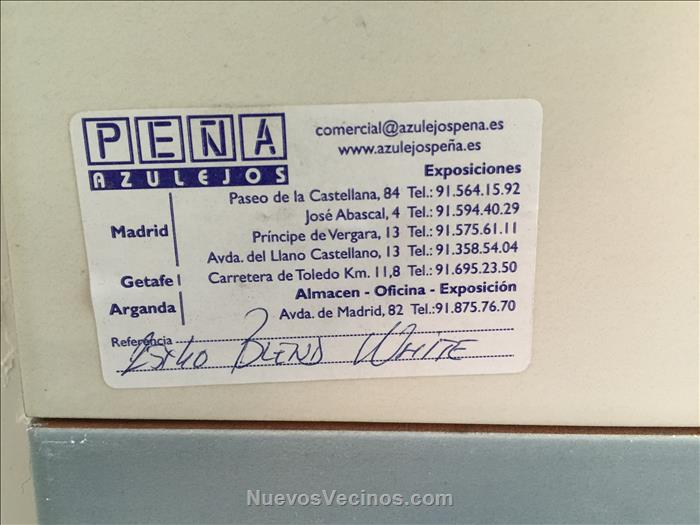 PEÑA
AZULEJOS
comercial@azulejospena.es
www.azulejospeña.es
Exposiciones
Madrid
Paseo de la Castellana, 84 Tel.: 91.564.15.92
José Abascal, 4 Tel.: 91.594.40.29
Príncipe de Vergara, 13 Tel.: 91.575.61.11
Avda. del Llano Castellano, 13 Tel.: 91.358.54.04
Getafe Carretera de Toledo Km. 11,8 Tel.: 91.695.23.50
Almacen - Oficina - Exposición
Arganda Avda. de Madrid, 82 Tel.: 91.875.76.70
Referencia
25x40 BLEND WHITE
NuevosVecinos.com